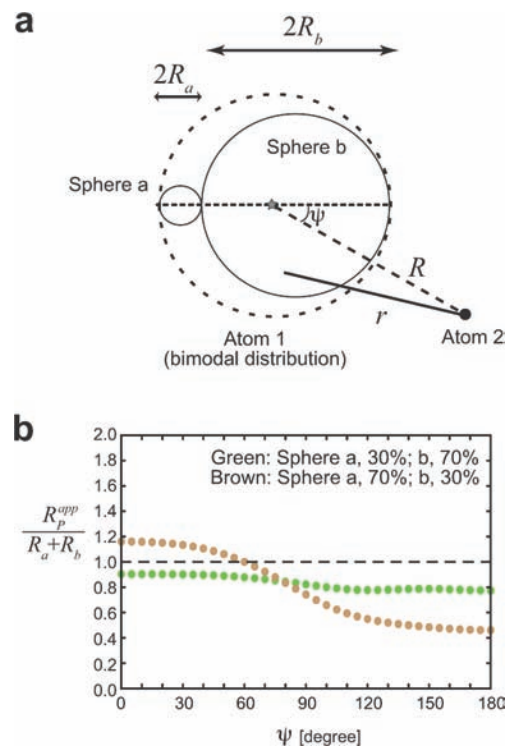 a
2R_b
2R_a
Sphere b
Sphere a
ψ
R
r
Atom 1
(bimodal distribution)
Atom 2
b
2.0
1.8
1.6
1.4
1.2
1.0
0.8
0.6
0.4
0.2
0.0
R_P^app
R_a+R_b
Green: Sphere a, 30%; b, 70%
Brown: Sphere a, 70%; b, 30%
0 30 60 90 120 150 180
ψ [degree]